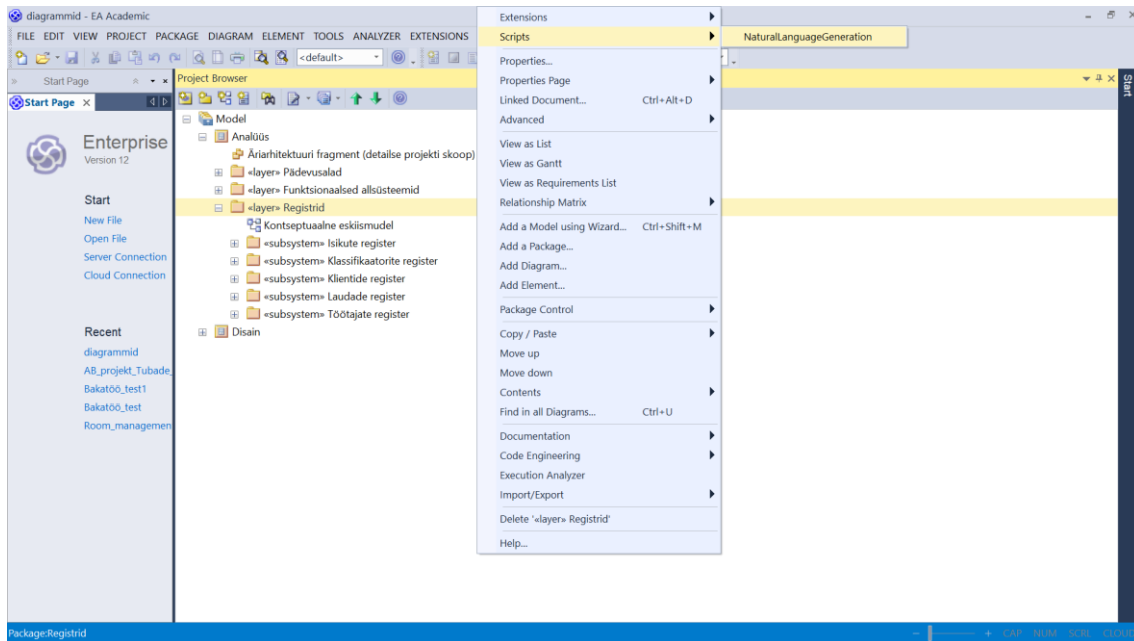 diagrammid - EA Academic
FILE EDIT VIEW PROJECT PACKAGE DIAGRAM ELEMENT TOOLS ANALYZER EXTENSIONS
<default>
Start Page
Project Browser
Start
Start Page
Enterprise
Version 12
Start
New File
Open File
Server Connection
Cloud Connection
Recent
diagrammid
AB_projekt_Tubade_
Bakatöö_test1
Bakatöö_test
Room_managemen
Model
Analüüs
Äriarhitektuuri fragment (detailse projekti skoop)
«layer» Pädevusalad
«layer» Funktsionaalsed allsüsteemid
«layer» Registrid
Kontseptuaalne eskiismudel
«subsystem» Isikute register
«subsystem» Klassifikaatorite register
«subsystem» Klientide register
«subsystem» Laudade register
«subsystem» Töötajate register
Disain
Extensions
Scripts
NaturalLanguageGeneration
Properties...
Properties Page
Linked Document... Ctrl+Alt+D
Advanced
View as List
View as Gantt
View as Requirements List
Relationship Matrix
Add a Model using Wizard... Ctrl+Shift+M
Add a Package...
Add Diagram...
Add Element...
Package Control
Copy / Paste
Move up
Move down
Contents
Find in all Diagrams... Ctrl+U
Documentation
Code Engineering
Execution Analyzer
Import/Export
Delete '«layer» Registrid'
Help...
Package:Registrid
CAP NUM SCRL CLOUD